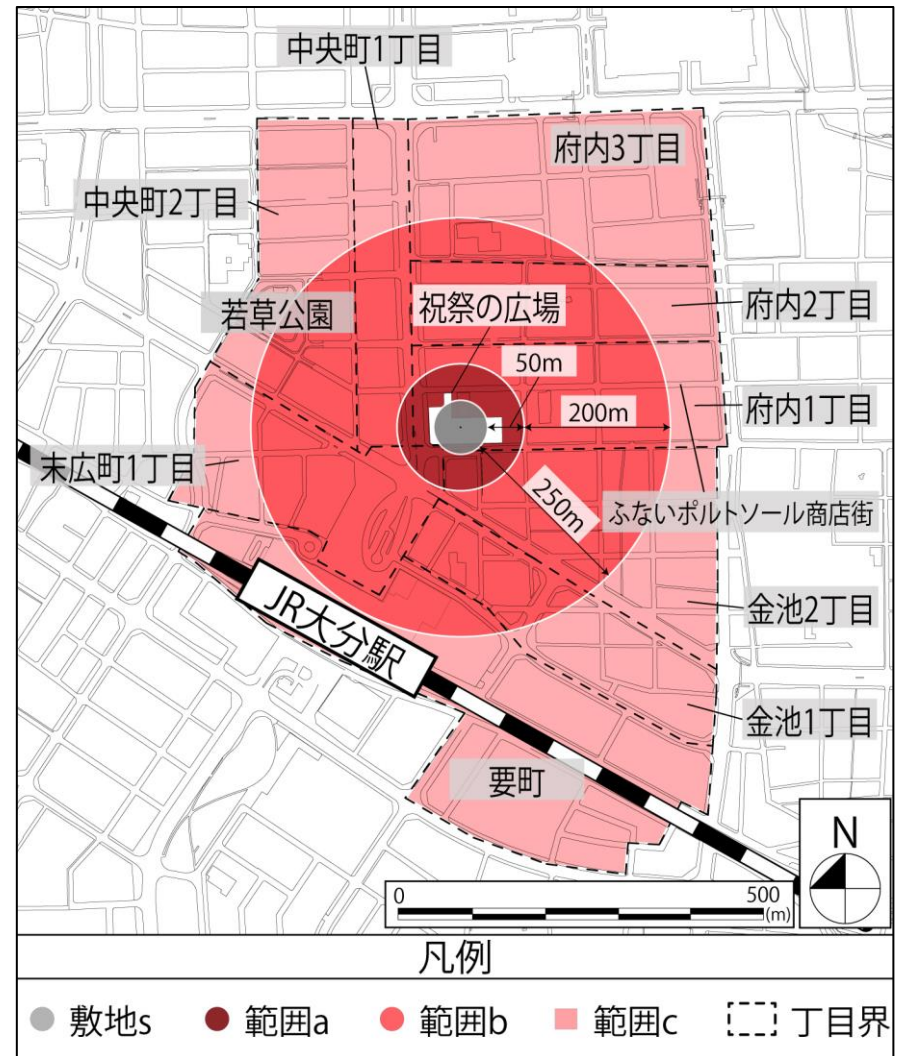 中央町1丁目
府内3丁目
中央町2丁目
若草公園
祝祭の広場
府内2丁目
50m
200m
府内1丁目
末広町1丁目
250m
ふないポルトソール商店街
JR大分駅
金池2丁目
金池1丁目
要町
N
0
500
(m)
凡例
敷地s
範囲a
範囲b
範囲c
丁目界